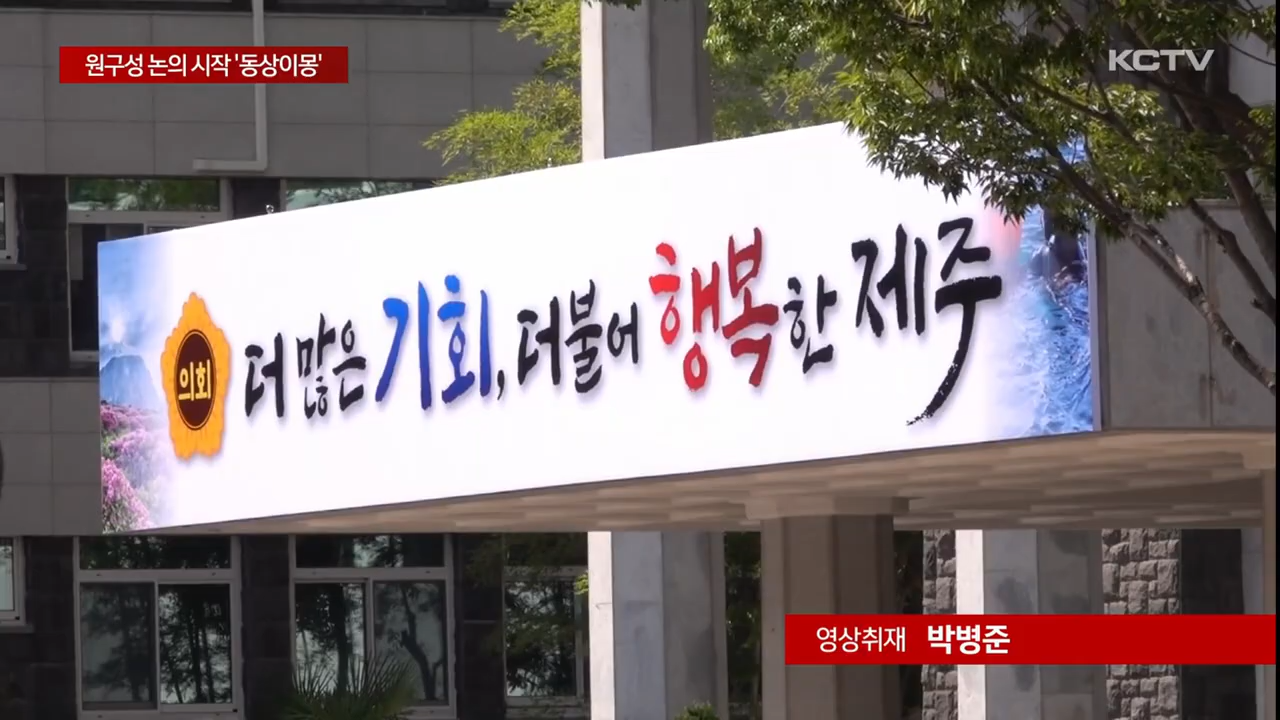 원구성 논의 시작 '동상이몽'
KCTV
의회
더 많은 기회, 더불어 행복한 제주
영상취재 박병준